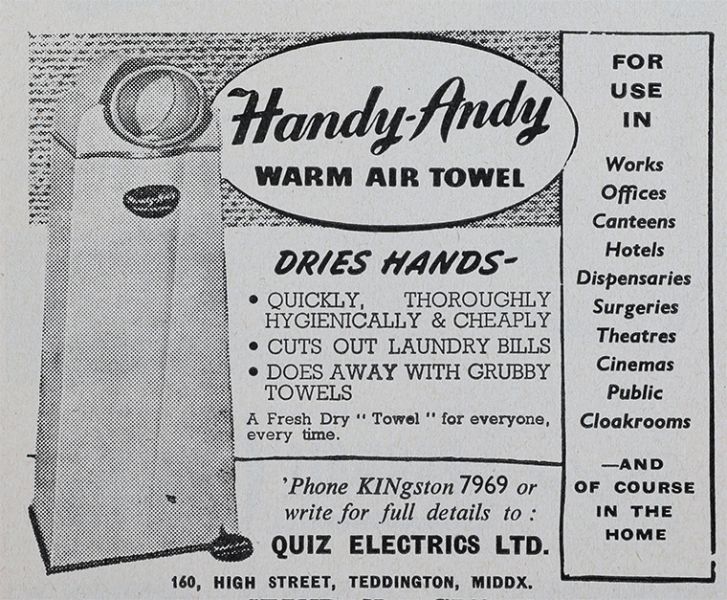 Handy-Andy
WARM AIR TOWEL
DRIES HANDS-
• QUICKLY, THOROUGHLY
HYGIENICALLY & CHEAPLY
• CUTS OUT LAUNDRY BILLS
• DOES AWAY WITH GRUBBY
TOWELS
A Fresh Dry "Towel" for everyone,
every time.
'Phone KINgston 7969 or
write for full details to :
QUIZ ELECTRICS LTD.
160, HIGH STREET, TEDDINGTON, MIDDX.
FOR
USE
IN
Works
Offices
Canteens
Hotels
Dispensaries
Surgeries
Theatres
Cinemas
Public
Cloakrooms
—AND
OF COURSE
IN THE
HOME